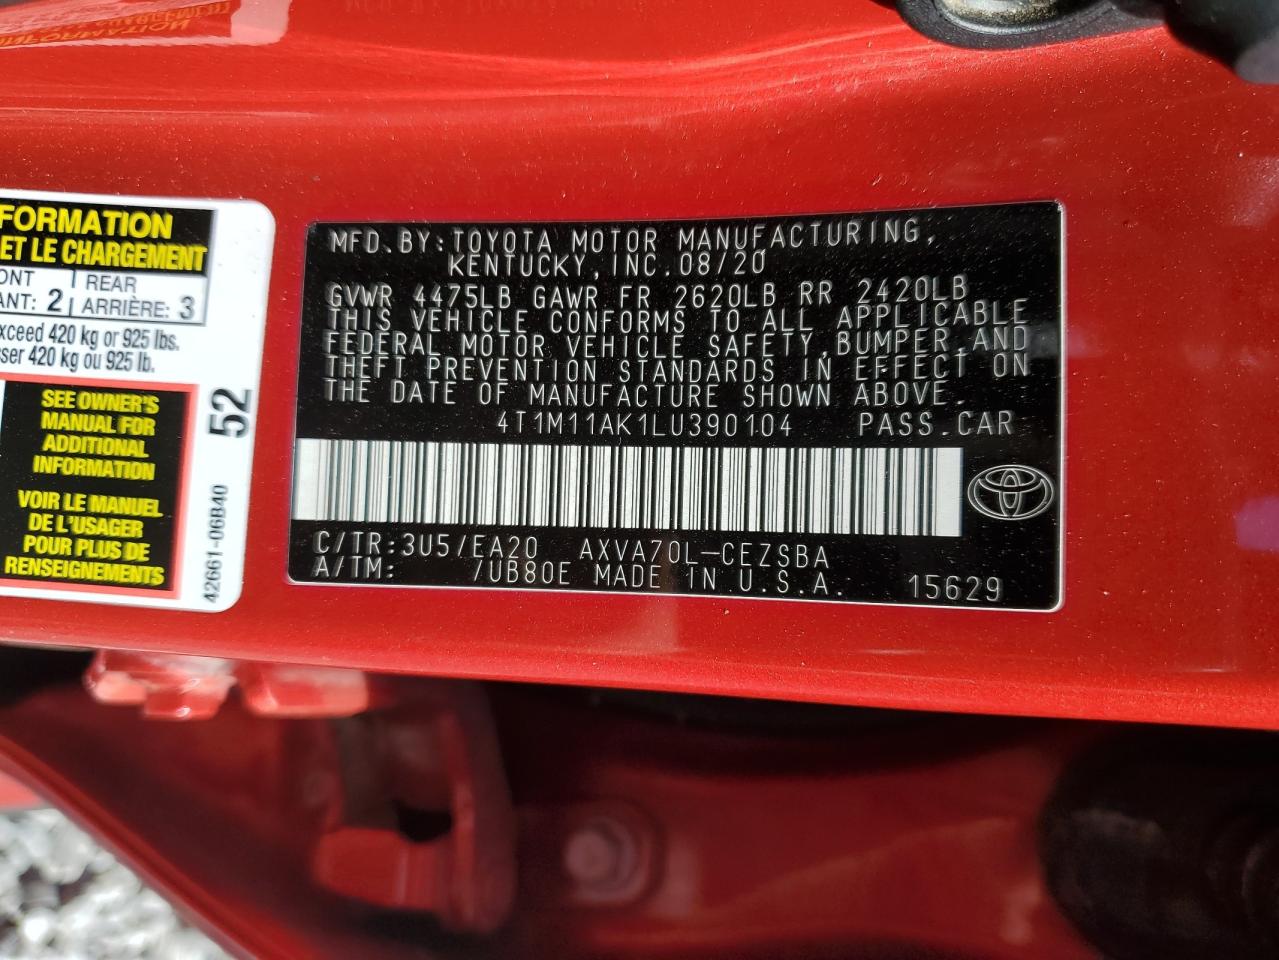 FORMATION
ET LE CHARGEMENT
REAR
ANT: 2 ARRIÈRE: 3
exceed 420 kg or 925 lbs.
420 kg ou 925 lb.
SEE OWNER'S
MANUAL FOR
ADDITIONAL
INFORMATION
VOIR LE MANUEL
DE L'USAGER
POUR PLUS DE
RENSEIGNEMENTS
52
42661-06B40
MFD.BY:TOYOTA MOTOR MANUFACTURING,
KENTUCKY,INC.08/20
GVWR 4475LB GAWR FR 2620LB RR 2420LB
THIS VEHICLE CONFORMS TO ALL APPLICABLE
FEDERAL MOTOR VEHICLE SAFETY,BUMPER,AND
THEFT PREVENTION STANDARDS IN EFFECT ON
THE DATE OF MANUFACTURE SHOWN ABOVE.
4T1M11AK1LU390104 PASS.CAR
C/TR:3U5/EA20 AXVA70L-CEZSBA
A/TM: /UB80E MADE IN U.S.A. 15629